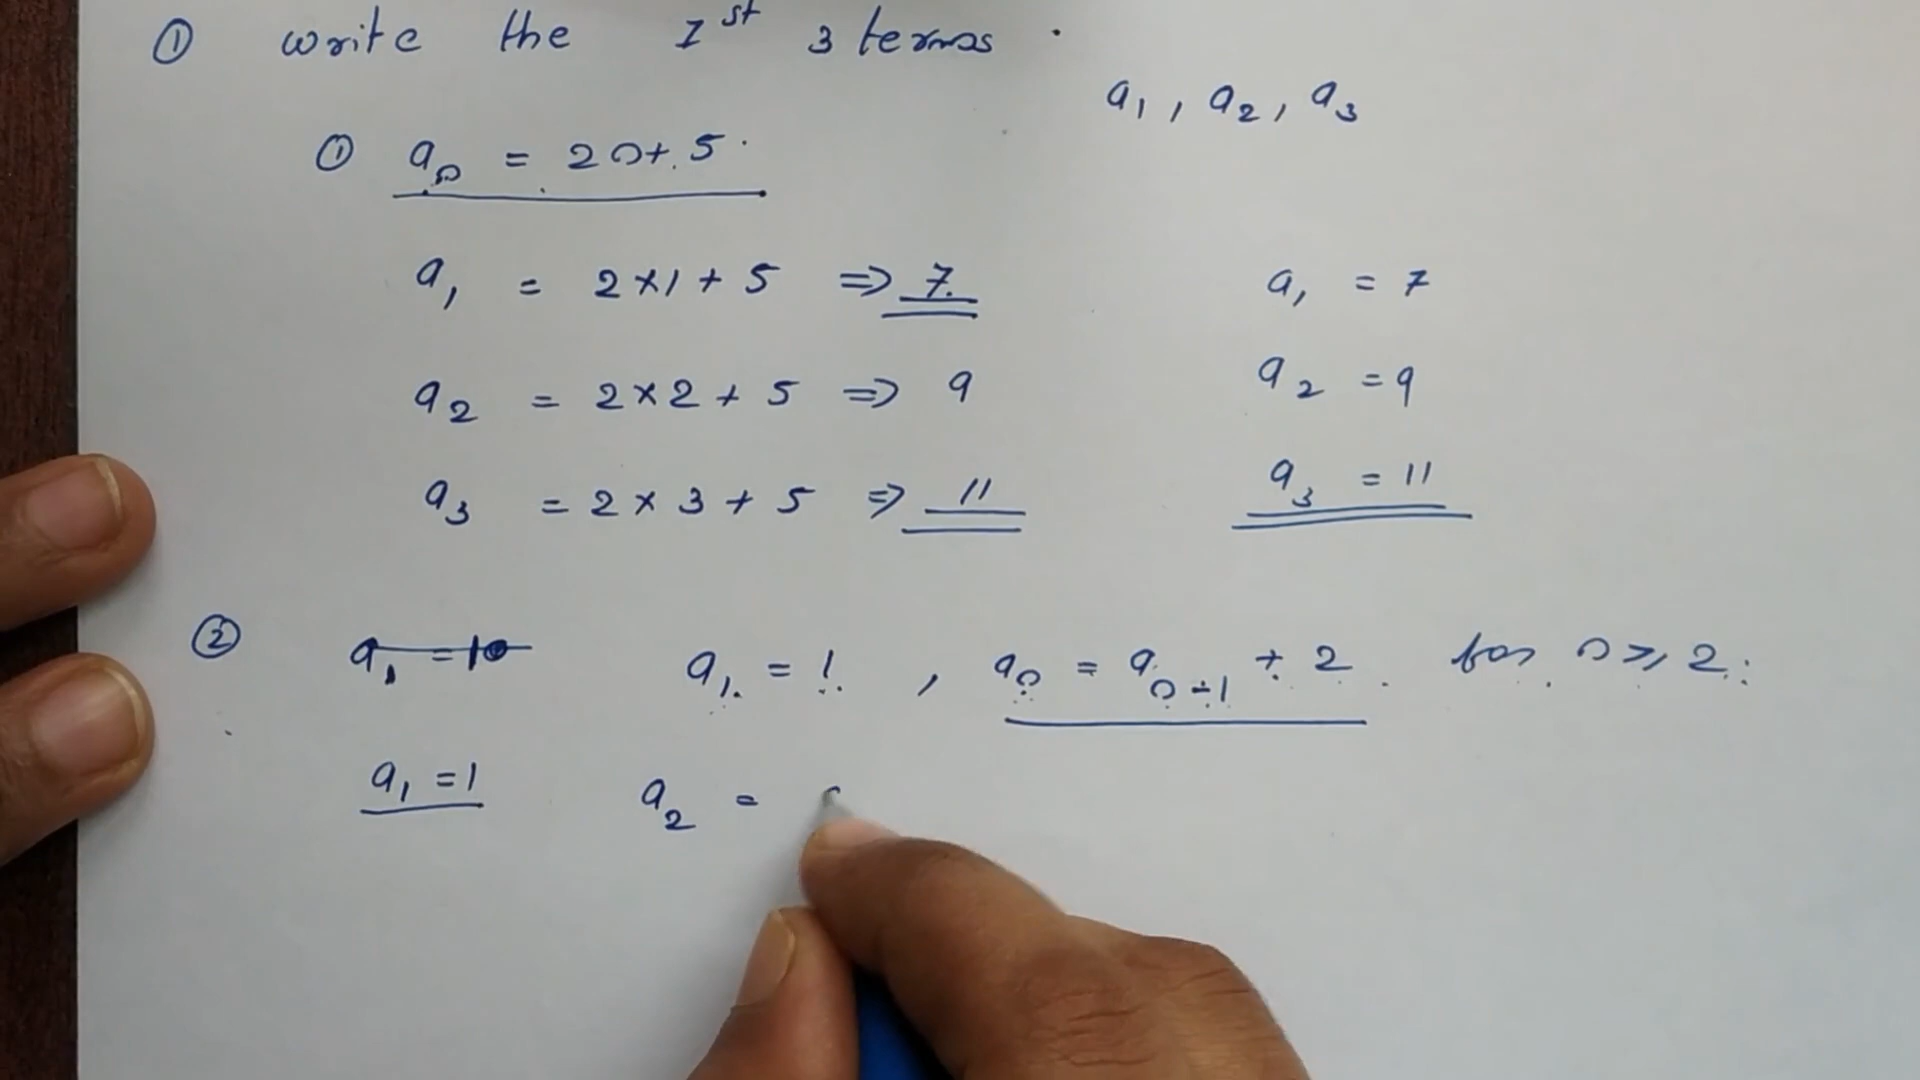 ① write the Ist 3 terms.
a1, a2, a3
① an = 2n + 5.
a1 = 2×1 + 5 ⇒ 7. a1 = 7
a2 = 2×2 + 5 ⇒ 9 a2 = 9
a3 = 2×3 + 5 ⇒ 11 a3 = 11
② a1 = 10 a1 = 1, an = an-1 + 2. for n ≥ 2:
a1 = 1 a2 =